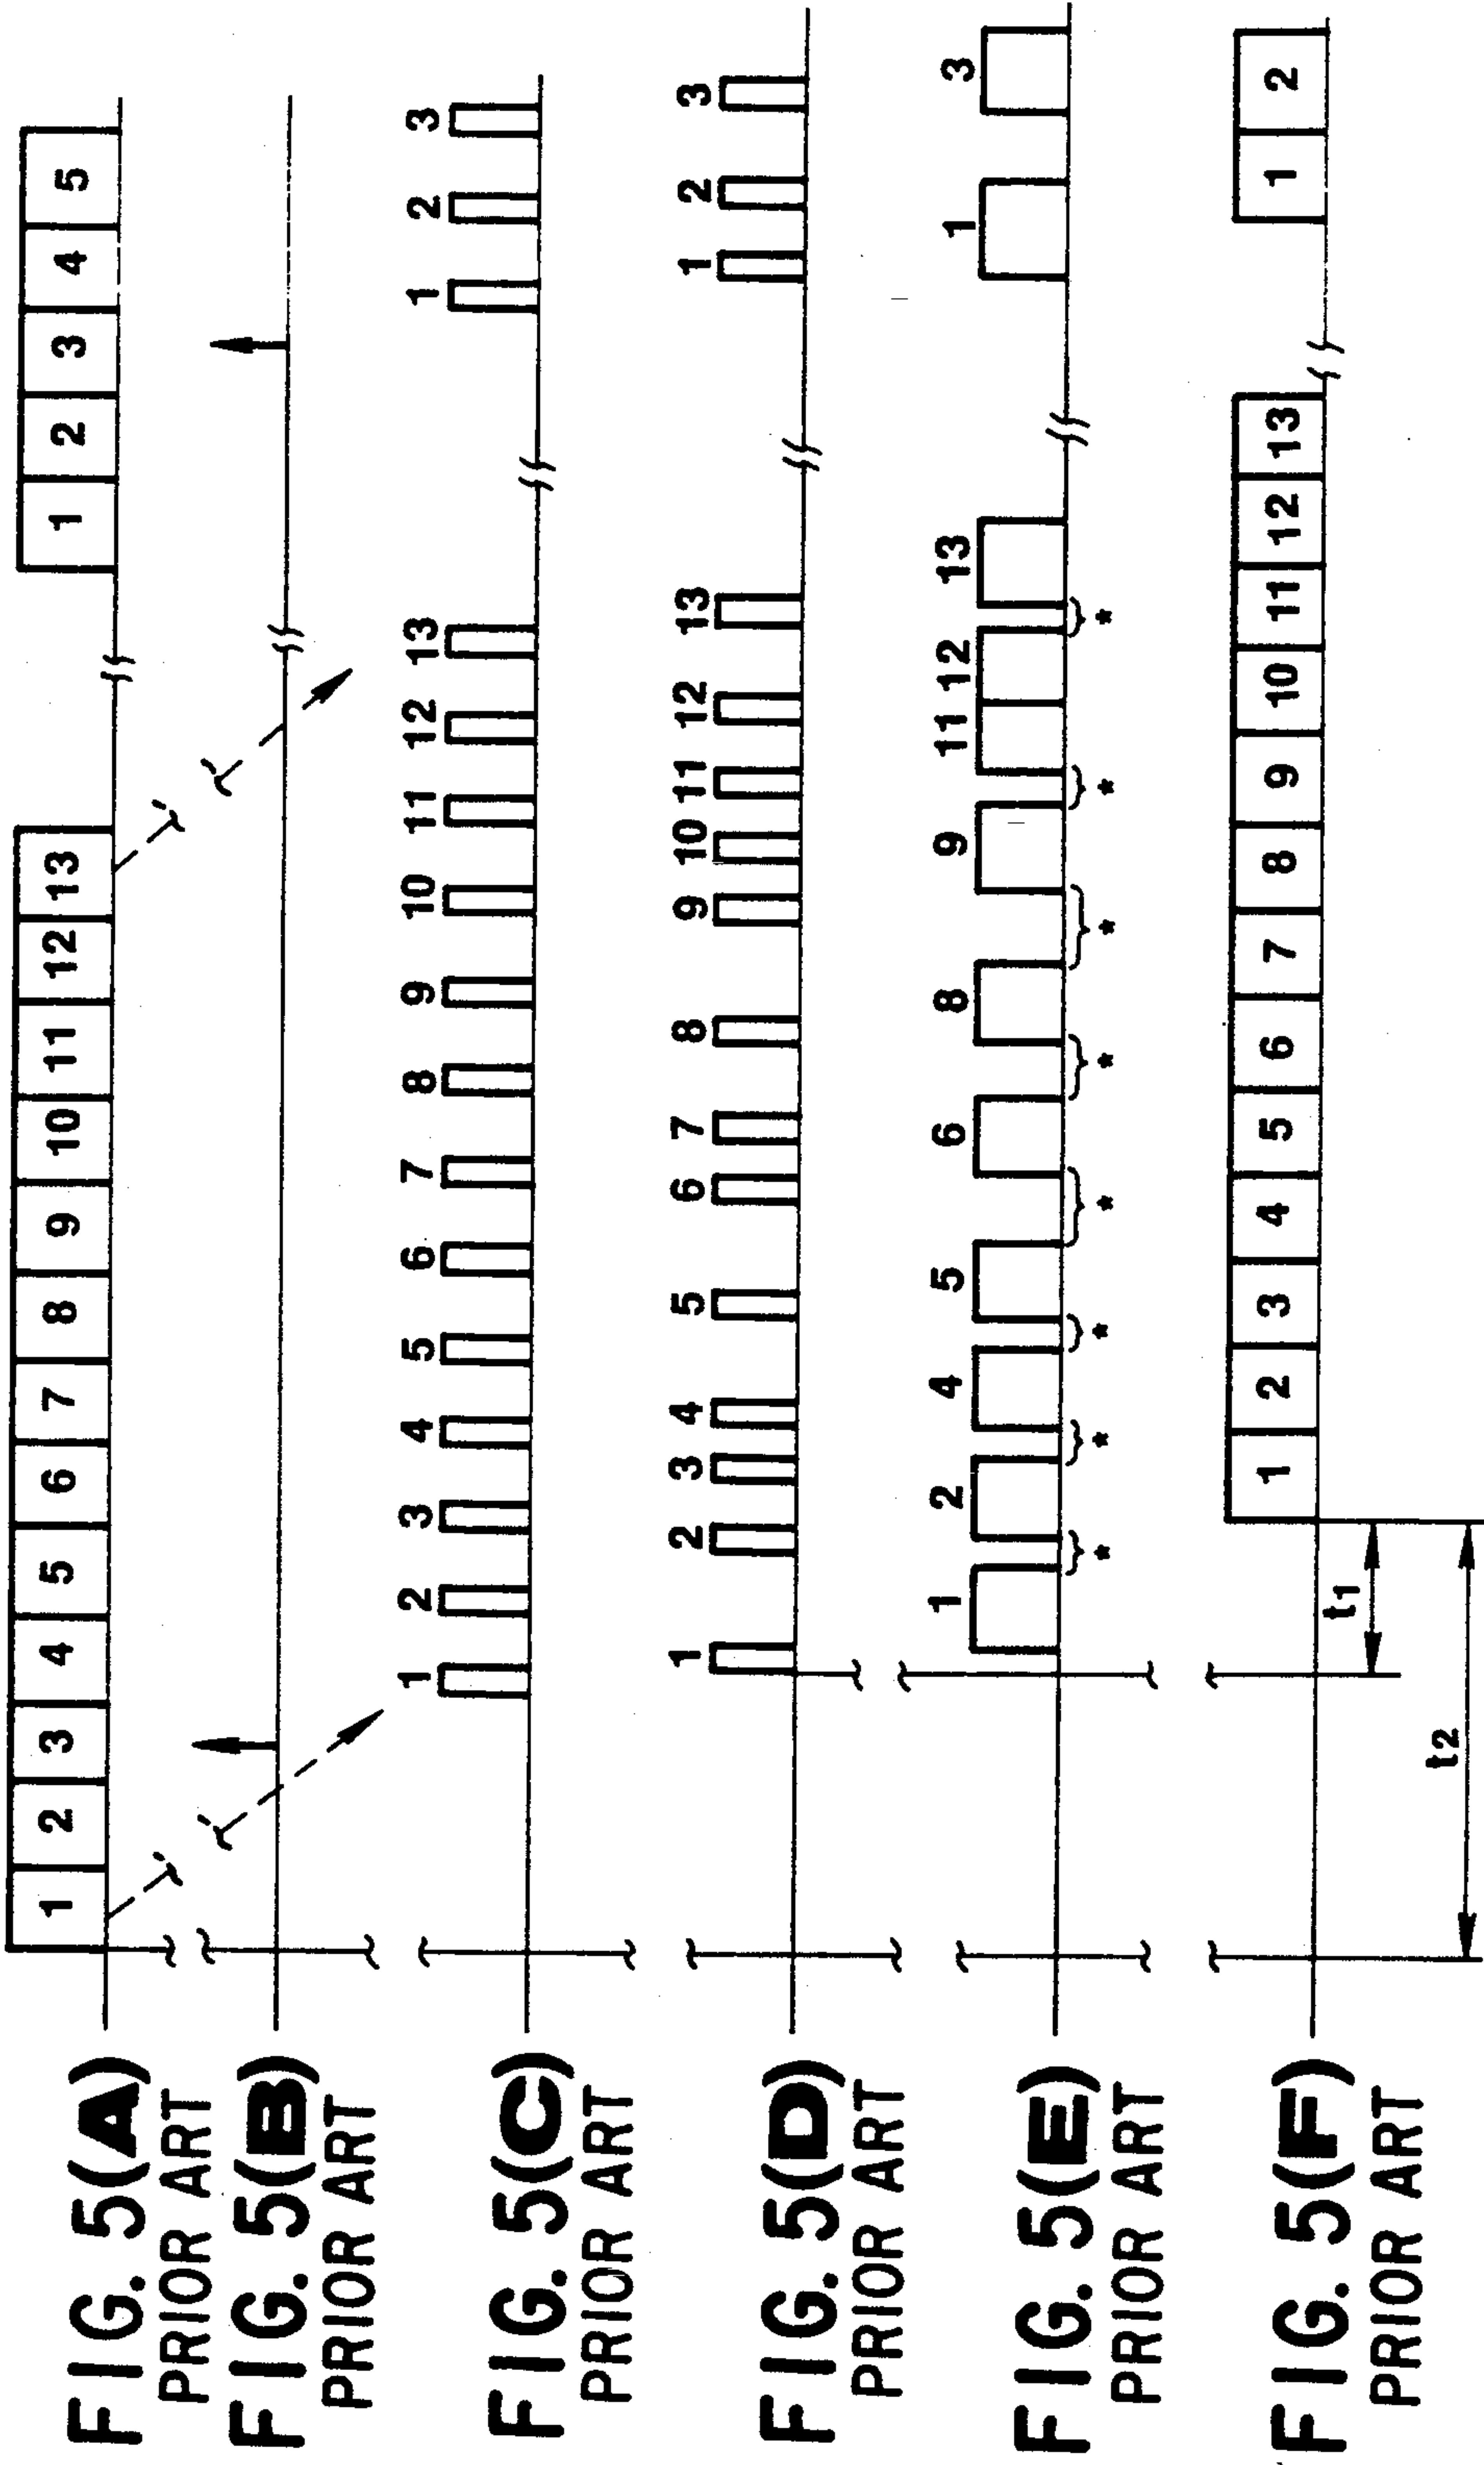 FIG. 5(A)
PRIOR ART
1 2 3 4 5 6 7 8 9 10 11 12 13 1 2 3 4 5
FIG. 5(B)
PRIOR ART
FIG. 5(C)
PRIOR ART
1 2 3 4 5 6 7 8 9 10 11 12 13 1 2 3
FIG. 5(D)
PRIOR ART
1 2 3 4 5 6 7 8 9 10 11 12 13 1 2 3
FIG. 5(E)
PRIOR ART
1 2 4 5 6 8 9 11 12 13 1 3
* * * * * * * *
FIG. 5(F)
PRIOR ART
1 2 3 4 5 6 7 8 9 10 11 12 13 1 2
t1
t2